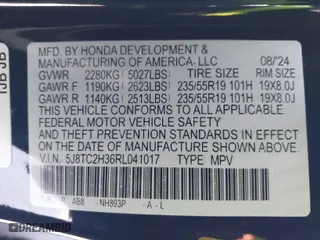 MFD. BY HONDA DEVELOPMENT &
MANUFACTURING OF AMERICA, LLC 08/'24
GVWR 2280KG(5027LBS) TIRE SIZE RIM SIZE
GAWR F 1190KG(2623LBS) 235/55R19 101H 19X8.0J
GAWR R 1140KG(2513LBS) 235/55R19 101H 19X8.0J
THIS VEHICLE CONFORMS TO ALL APPLICABLE
FEDERAL MOTOR VEHICLE SAFETY
AND THEFT PREVENTION STANDARDS IN EFFECT
ON THE DATE OF MANUFACTURE SHOWN ABOVE.
V.I.N. 5J8TC2H36RL041017 TYPE: MPV
AB8 NH893P -A-L
© DREAMBID